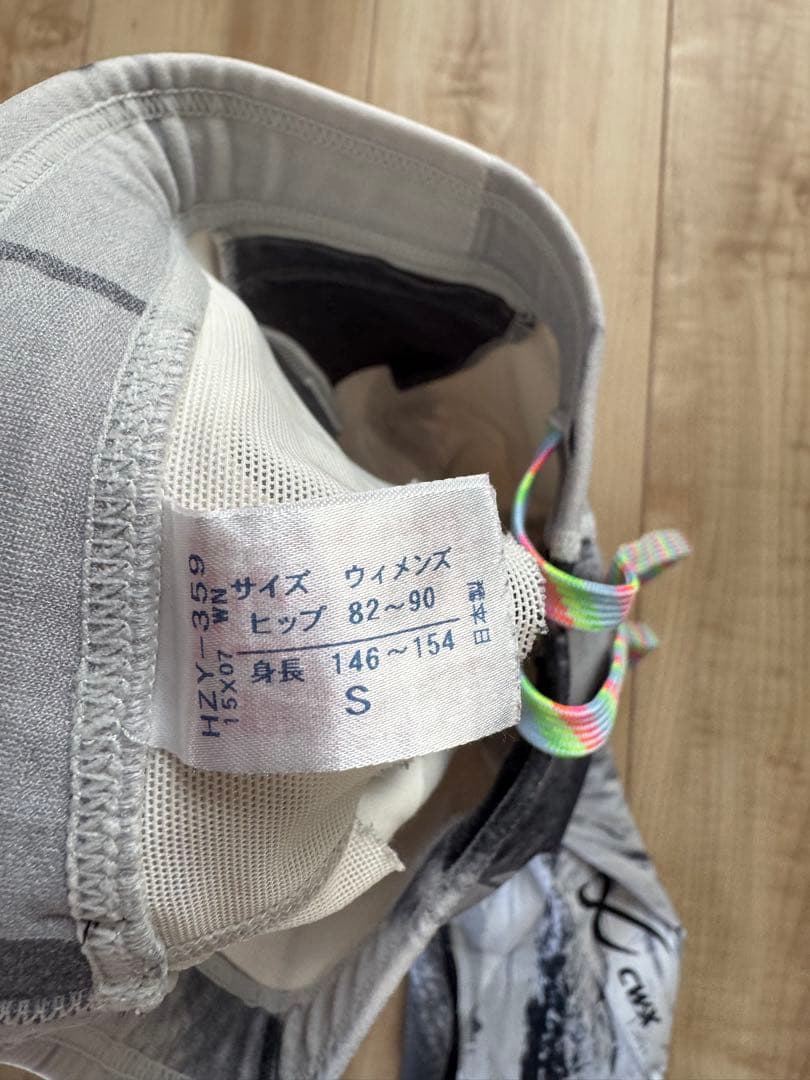 サイズ ウィメンズ
ヒップ 82～90
身長 146～154
S
日本製
HZY-359
15X07 WN
CWX